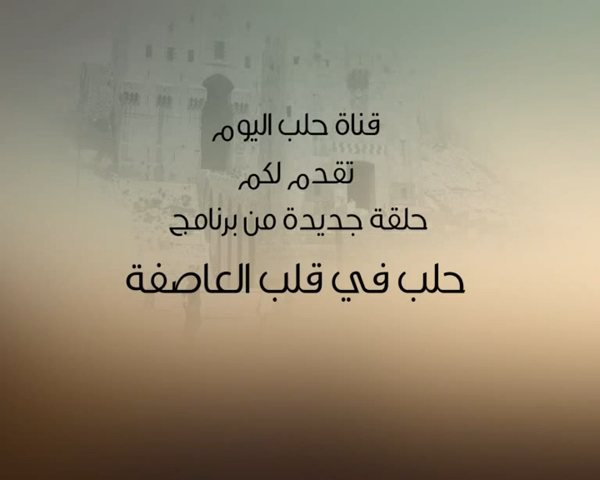 قناة حلب اليوم
تقدم لكم
حلقة جديدة من برنامج
حلب في قلب العاصفة